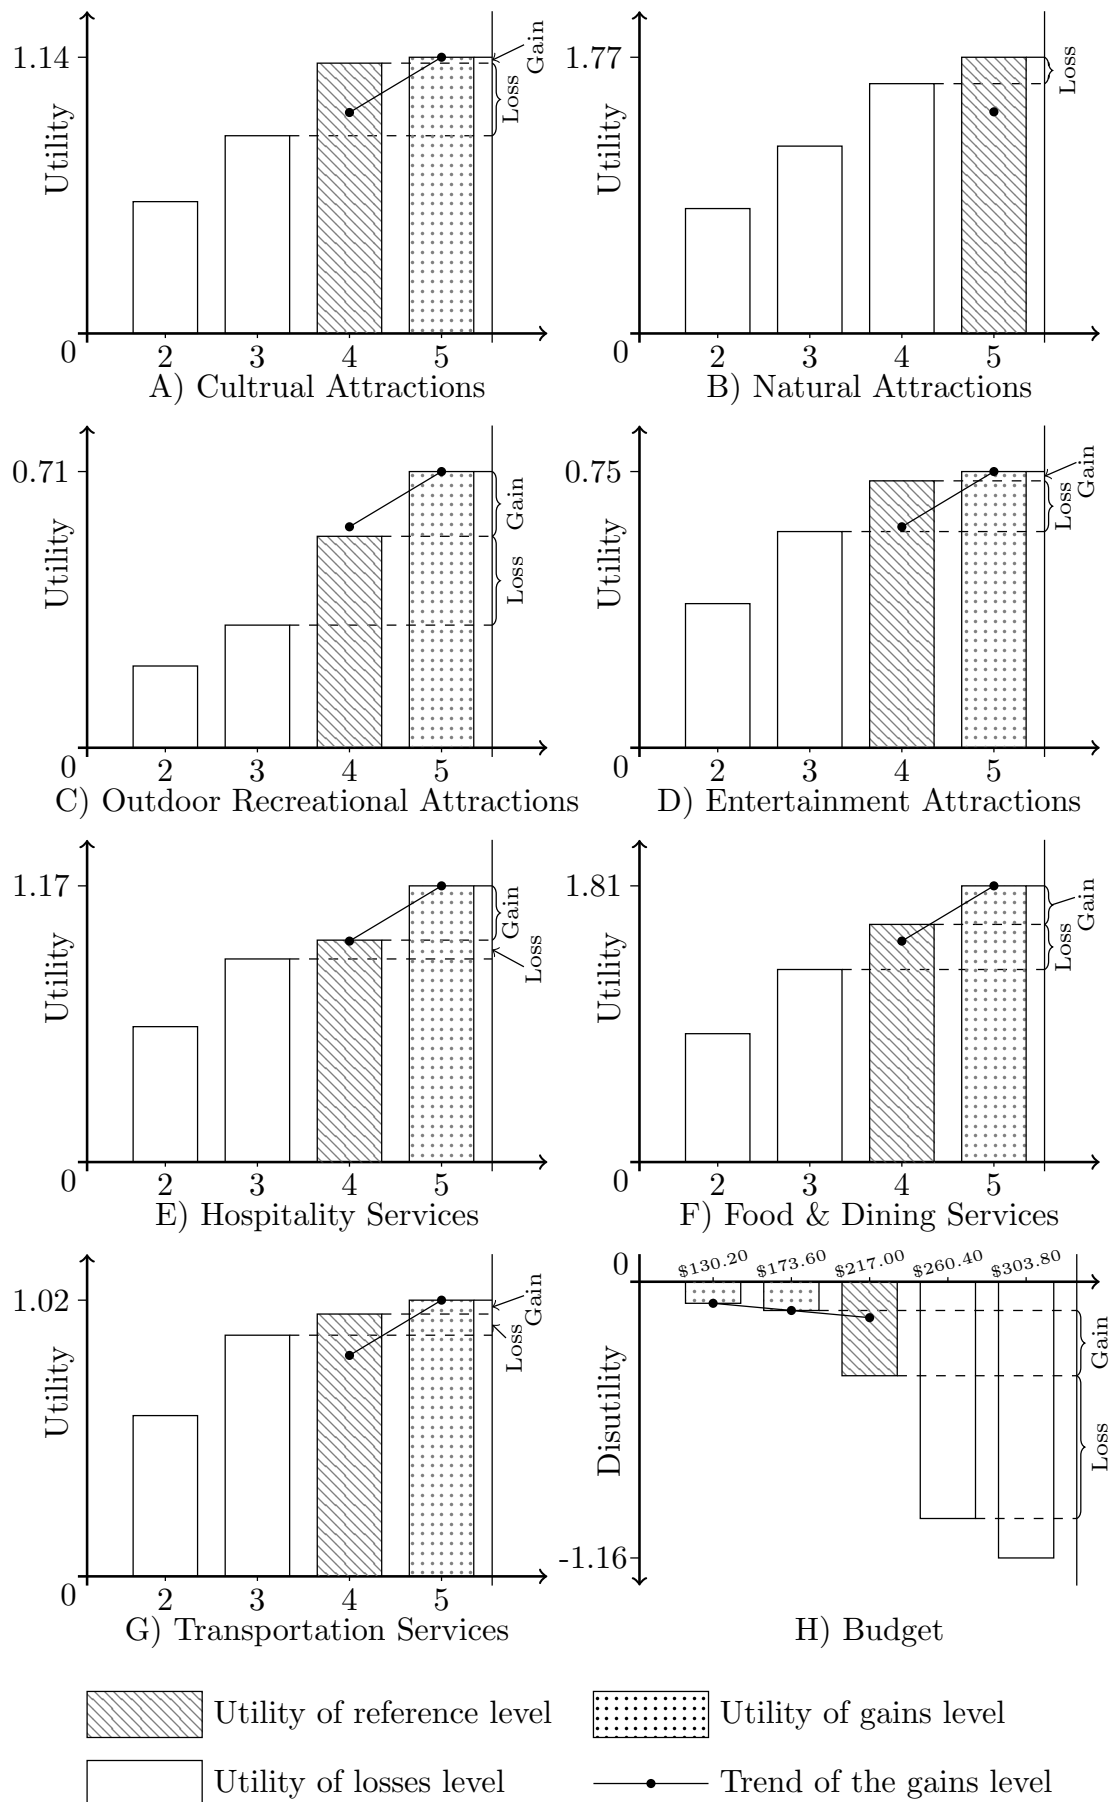 1.14
Utility
Gain
Loss
0
2 3 4 5
A) Cultrual Attractions
1.77
Utility
Loss
0
2 3 4 5
B) Natural Attractions
0.71
Utility
Gain
Loss
0
2 3 4 5
C) Outdoor Recreational Attractions
0.75
Utility
Gain
Loss
0
2 3 4 5
D) Entertainment Attractions
1.17
Utility
Gain
Loss
0
2 3 4 5
E) Hospitality Services
1.81
Utility
Gain
Loss
0
2 3 4 5
F) Food & Dining Services
1.02
Utility
Gain
Loss
0
2 3 4 5
G) Transportation Services
0
$130.20 $173.60 $217.00 $260.40 $303.80
Disutility
Gain
Loss
-1.16
H) Budget
Utility of reference level
Utility of gains level
Utility of losses level
Trend of the gains level